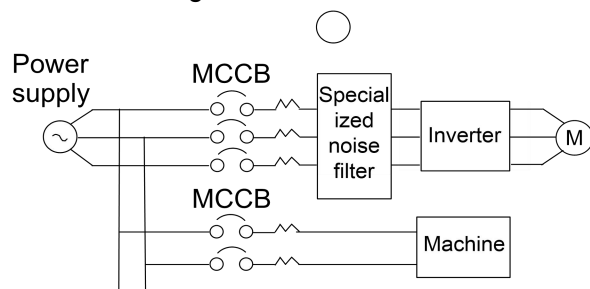 Power
supply
MCCB
Special
ized
noise
filter
Inverter
M
MCCB
Machine